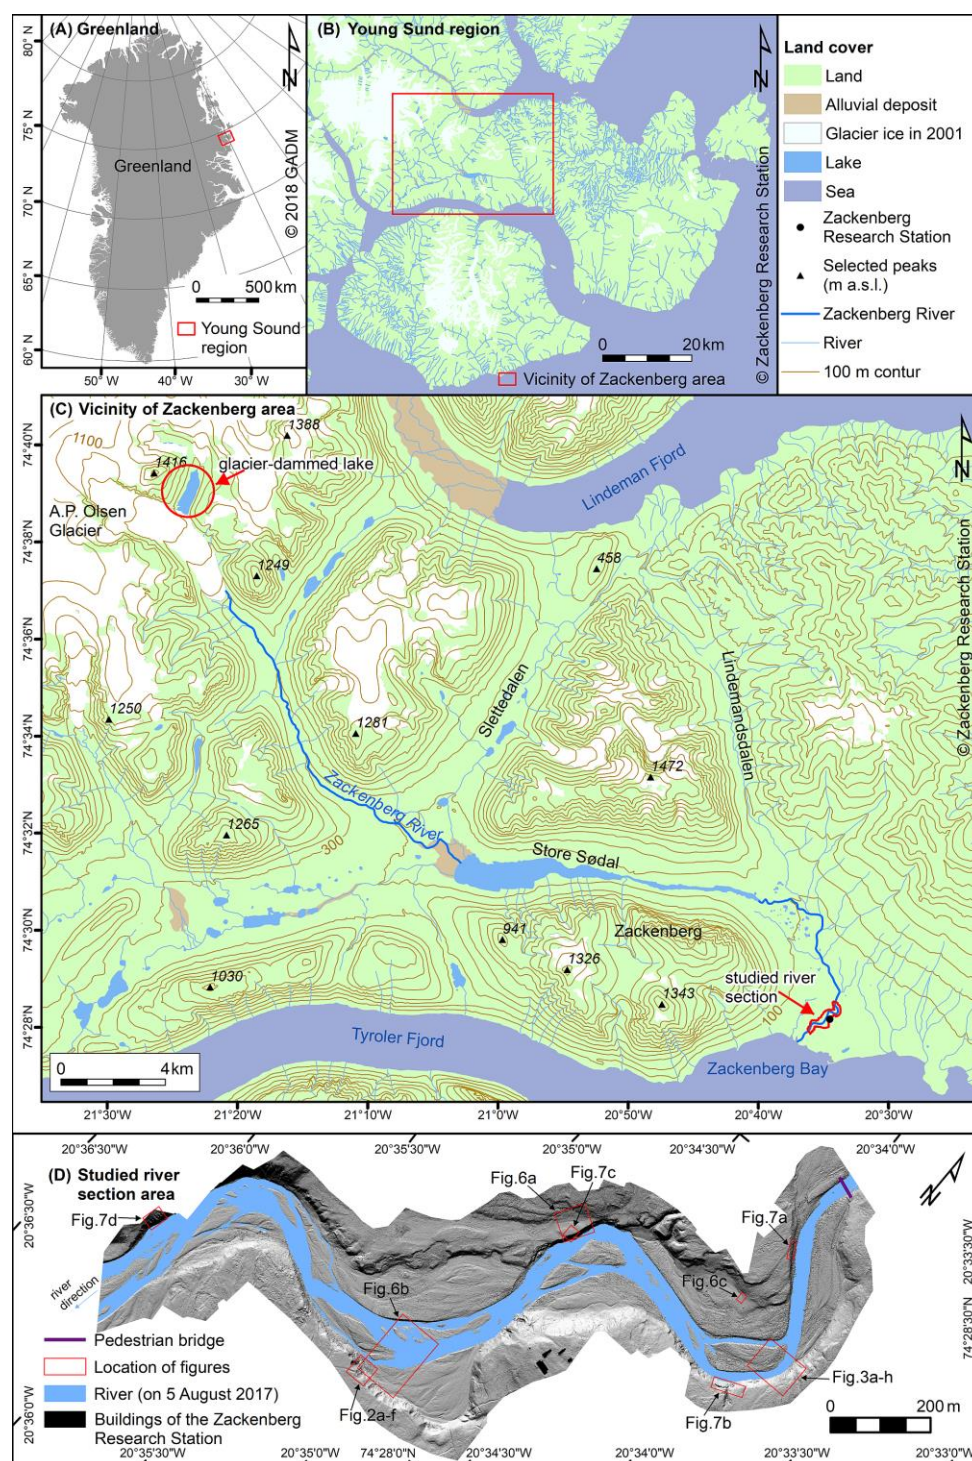 (A) Greenland
N
80° N
75° N
70° N
65° N
60° N
Greenland
© 2018 GADM
0 500 km
Young Sound
region
50° W 40° W 30° W
(B) Young Sund region
N
0 20 km
Vicinity of Zackenberg area
© Zackenberg Research Station
Land cover
Land
Alluvial deposit
Glacier ice in 2001
Lake
Sea
Zackenberg
Research Station
Selected peaks
(m a.s.l.)
Zackenberg River
River
100 m contur
(C) Vicinity of Zackenberg area
N
74°40'N
74°38'N
74°36'N
74°34'N
74°32'N
74°30'N
74°28'N
1100
1388
1416
glacier-dammed lake
A.P. Olsen
Glacier
1249
Lindeman Fjord
458
1250
1281
Slettedalen
Lindemandsdalen
1472
© Zackenberg Research Station
Zackenberg River
1265
300
Store Sødal
941
Zackenberg
1326
1030
1343
studied river
section
100
Tyroler Fjord
Zackenberg Bay
0 4 km
21°30'W 21°20'W 21°10'W 21°0'W 20°50'W 20°40'W 20°30'W
20°36'30"W 20°36'0"W 20°35'30"W 20°35'0"W 20°34'30"W 20°34'0"W
(D) Studied river
section area
N
20°36'30"W
20°36'0"W
Fig.7d
Fig.6a
Fig.7c
Fig.7a
Fig.6b
Fig.6c
river
direction
20°33'30"W
74°28'30"N
Pedestrian bridge
Location of figures
River (on 5 August 2017)
Buildings of the Zackenberg
Research Station
Fig.2a-f
Fig.7b
Fig.3a-h
0 200 m
20°35'30"W 20°35'0"W 74°28'0"N 20°34'30"W 20°34'0"W 20°33'30"W 20°33'0"W